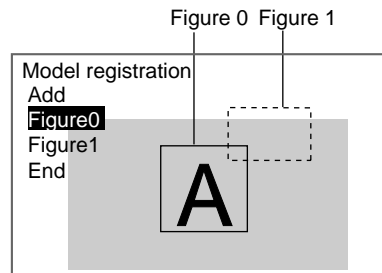 Figure 0 Figure 1
Model registration
Add
Figure0
Figure1
End
A